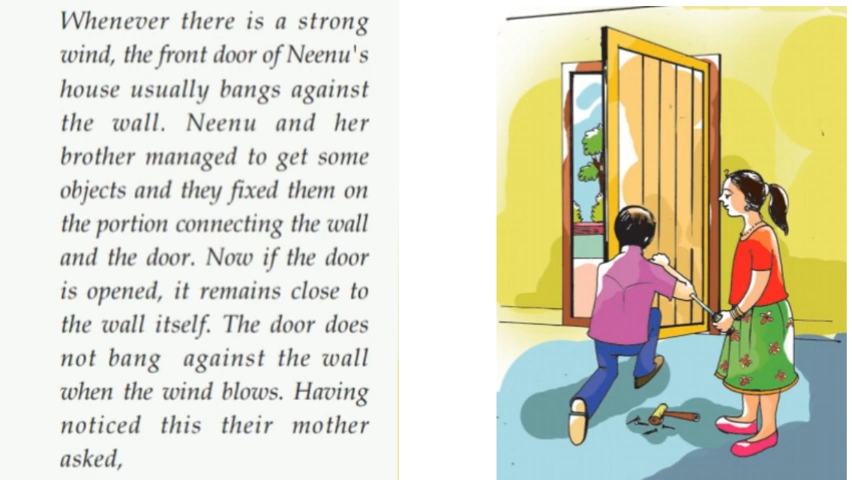 Whenever there is a strong
wind, the front door of Neenu's
house usually bangs against
the wall. Neenu and her
brother managed to get some
objects and they fixed them on
the portion connecting the wall
and the door. Now if the door
is opened, it remains close to
the wall itself. The door does
not bang against the wall
when the wind blows. Having
noticed this their mother
asked,